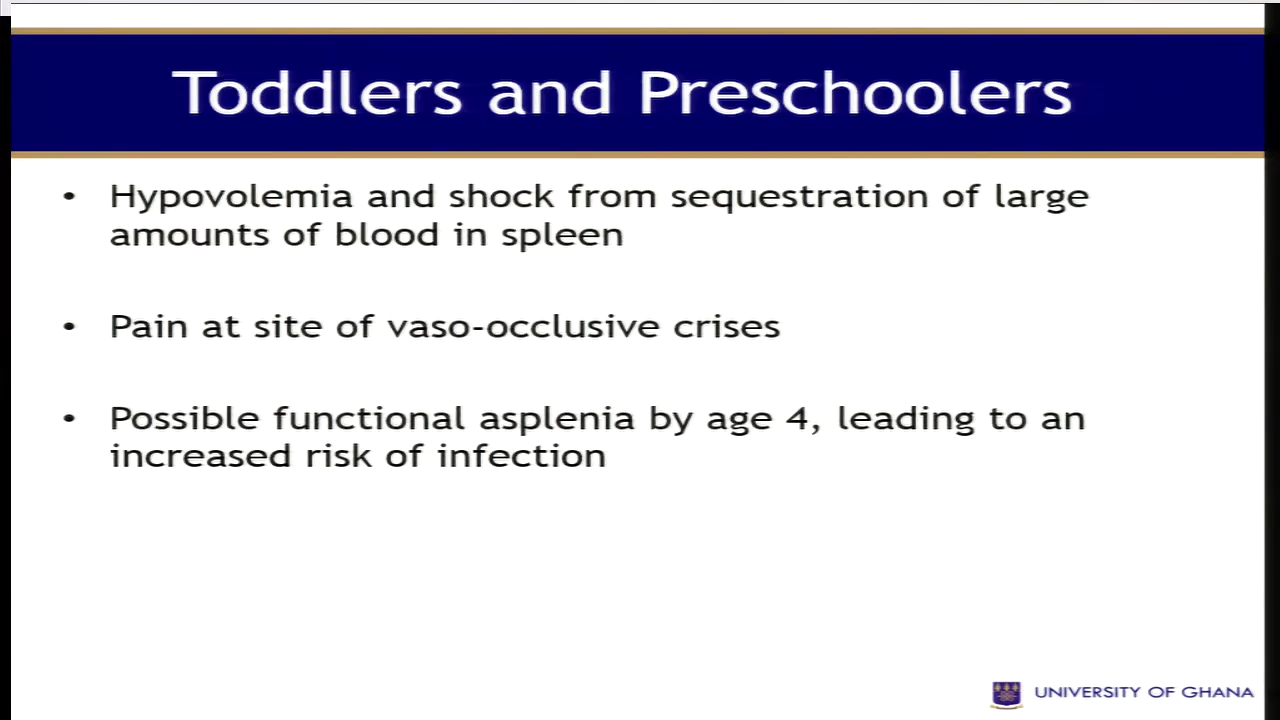 Toddlers and Preschoolers
• Hypovolemia and shock from sequestration of large
amounts of blood in spleen
• Pain at site of vaso-occlusive crises
• Possible functional asplenia by age 4, leading to an
increased risk of infection
UNIVERSITY OF GHANA